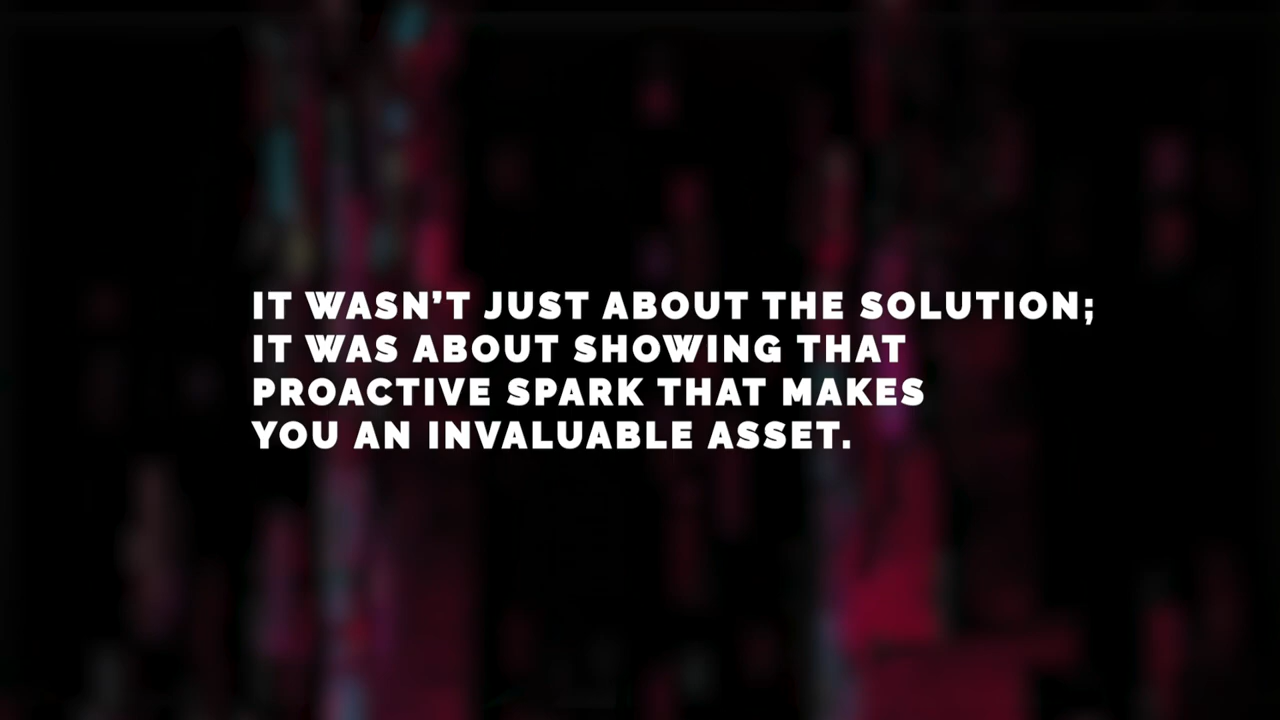 IT WASN’T JUST ABOUT THE SOLUTION;
IT WAS ABOUT SHOWING THAT
PROACTIVE SPARK THAT MAKES
YOU AN INVALUABLE ASSET.